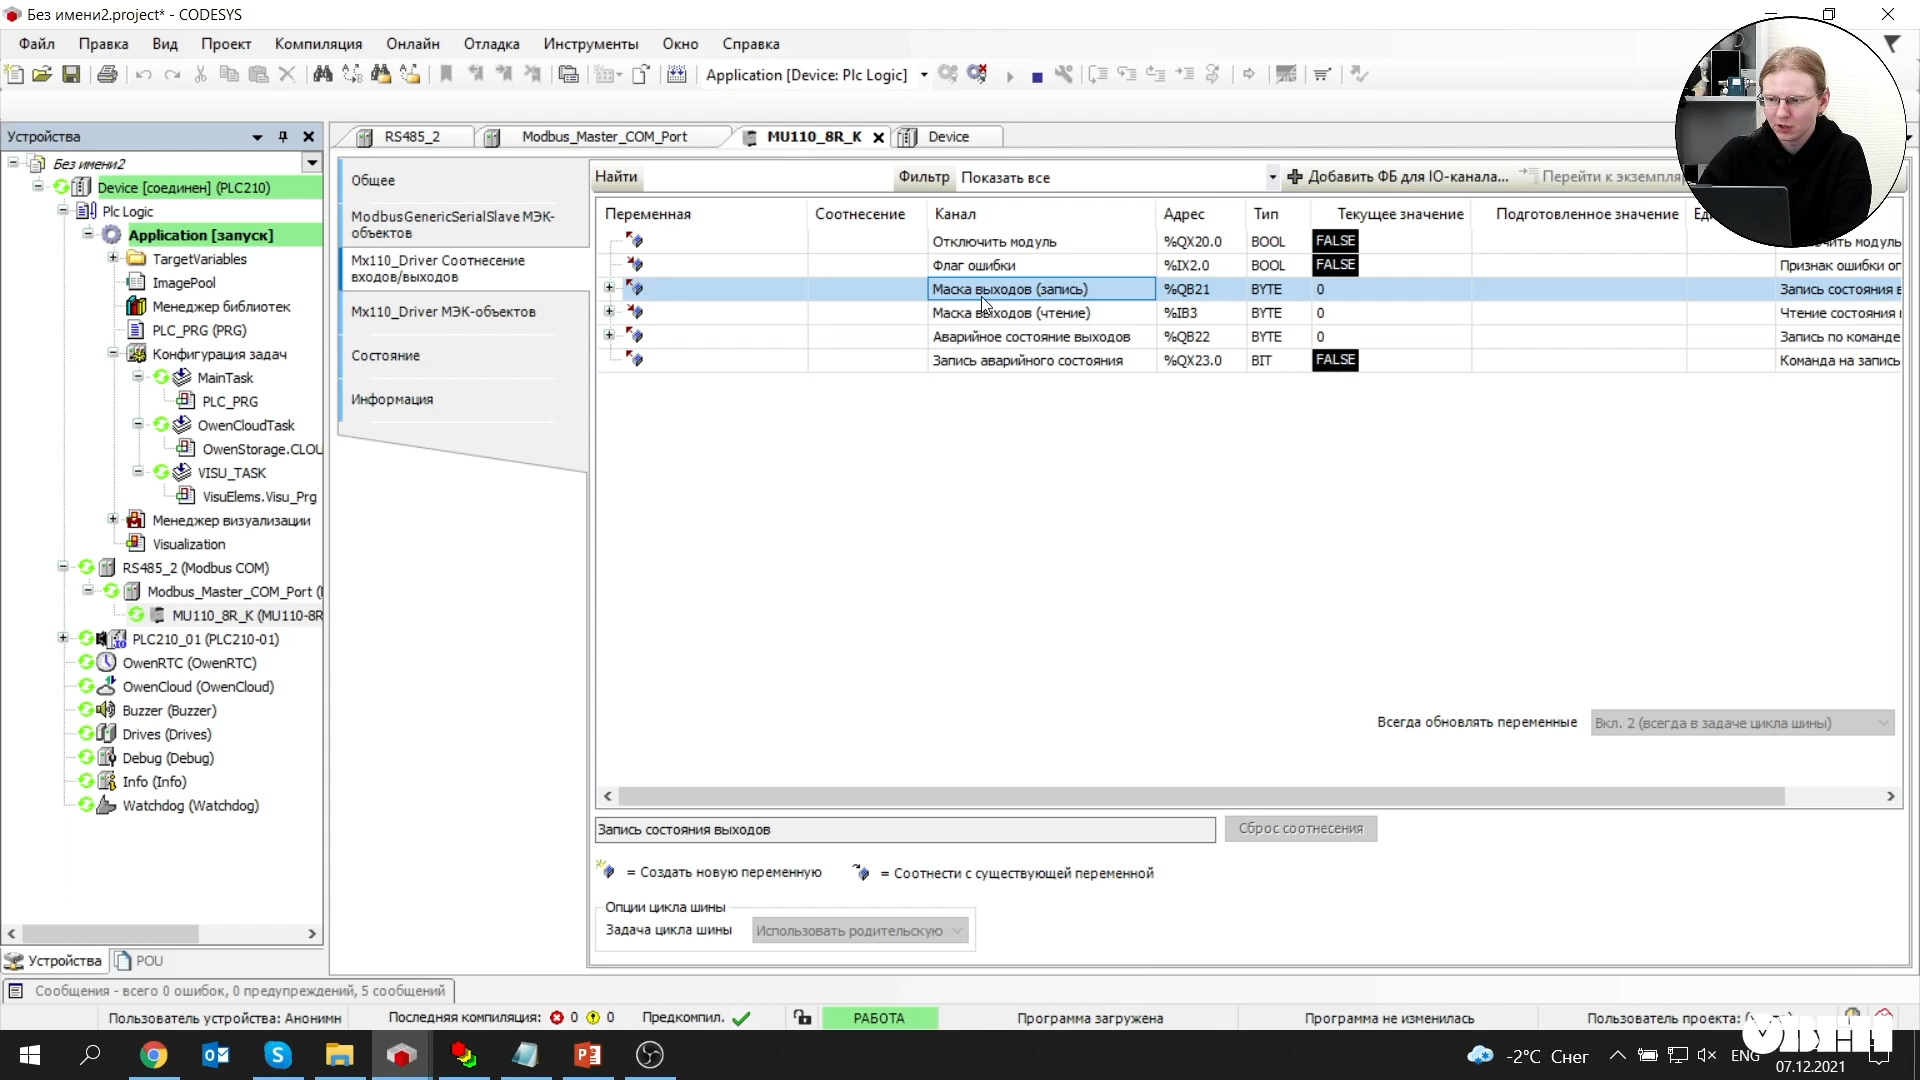 Без имени2.project* - CODESYS
Файл Правка Вид Проект Компиляция Онлайн Отладка Инструменты Окно Справка
Application [Device: Plc Logic]
Устройства
RS485_2 Modbus_Master_COM_Port MU110_8R_K Device
Без имени2
Device [соединен] (PLC210)
Plc Logic
Application [запуск]
TargetVariables
ImagePool
Менеджер библиотек
PLC_PRG (PRG)
Конфигурация задач
MainTask
PLC_PRG
OwenCloudTask
OwenStorage.CLOU
VISU_TASK
VisuElems.Visu_Prg
Менеджер визуализации
Visualization
RS485_2 (Modbus COM)
Modbus_Master_COM_Port (
MU110_8R_K (MU110-8R
PLC210_01 (PLC210-01)
OwenRTC (OwenRTC)
OwenCloud (OwenCloud)
Buzzer (Buzzer)
Drives (Drives)
Debug (Debug)
Info (Info)
Watchdog (Watchdog)
Устройства POU
Общее
ModbusGenericSerialSlave МЭК-
объектов
Mx110_Driver Соотнесение
входов/выходов
Mx110_Driver МЭК-объектов
Состояние
Информация
Найти Фильтр Показать все Добавить ФБ для IO-канала... Перейти к экземпля
Переменная Соотнесение Канал Адрес Тип Текущее значение Подготовленное значение
Отключить модуль %QX20.0 BOOL FALSE
Флаг ошибки %IX2.0 BOOL FALSE Признак ошибки оп
Маска выходов (запись) %QB21 BYTE 0 Запись состояния в
Маска выходов (чтение) %IB3 BYTE 0 Чтение состояния
Аварийное состояние выходов %QB22 BYTE 0 Запись по команде
Запись аварийного состояния %QX23.0 BIT FALSE Команда на запись
Всегда обновлять переменные Вкл. 2 (всегда в задаче цикла шины)
Запись состояния выходов Сброс соотнесения
= Создать новую переменную = Соотнести с существующей переменной
Опции цикла шины
Задача цикла шины Использовать родительскую
Сообщения - всего 0 ошибок, 0 предупреждений, 5 сообщений
Пользователь устройства: Анонимн Последняя компиляция: 0 0 Предкомпил. РАБОТА Программа загружена Программа не изменилась Пользователь проекта:
-2°C Снег ENG
07.12.2021